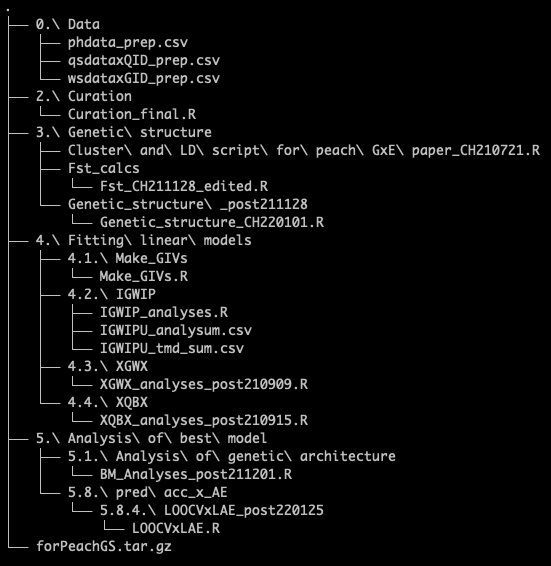 .
├── 0.\ Data
│   ├── phdata_prep.csv
│   ├── qsdataxQID_prep.csv
│   └── wsdataxGID_prep.csv
├── 2.\ Curation
│   └── Curation_final.R
├── 3.\ Genetic\ structure
│   ├── Cluster\ and\ LD\ script\ for\ peach\ GxE\ paper_CH210721.R
│   ├── Fst_calcs
│   │   └── Fst_CH211128_edited.R
│   └── Genetic_structure\ _post211128
│       └── Genetic_structure_CH220101.R
├── 4.\ Fitting\ linear\ models
│   ├── 4.1.\ Make_GIVs
│   │   └── Make_GIVs.R
│   ├── 4.2.\ IGWIP
│   │   ├── IGWIP_analyses.R
│   │   ├── IGWIPU_analysum.csv
│   │   └── IGWIPU_tmd_sum.csv
│   ├── 4.3.\ XGWX
│   │   └── XGWX_analyses_post210909.R
│   └── 4.4.\ XQBX
│       └── XQBX_analyses_post210915.R
├── 5.\ Analysis\ of\ best\ model
│   ├── 5.1.\ Analysis\ of\ genetic\ architecture
│   │   └── BM_Analyses_post211201.R
│   └── 5.8.\ pred\ acc_x_AE
│       └── 5.8.4.\ LOOCVxLAE_post220125
│           └── LOOCVxLAE.R
└── forPeachGS.tar.gz